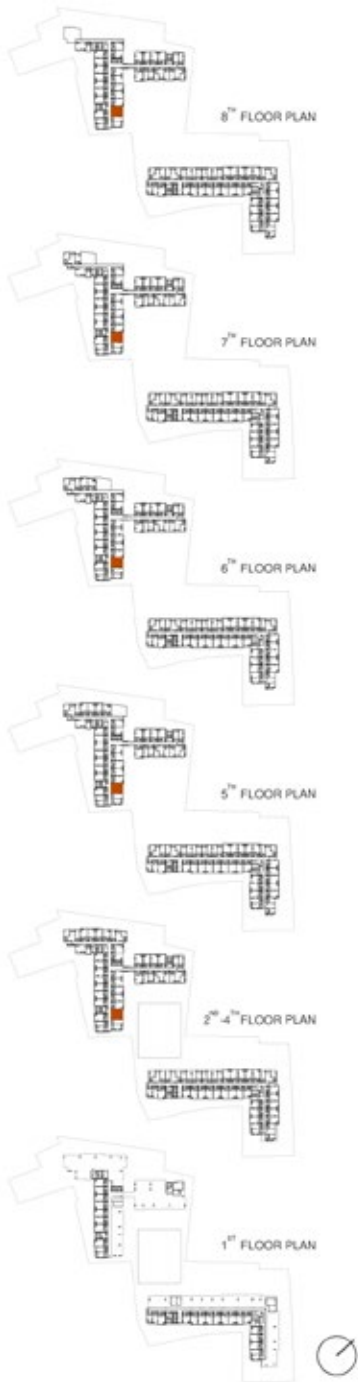 8TH FLOOR PLAN
7TH FLOOR PLAN
6TH FLOOR PLAN
5TH FLOOR PLAN
2ND-4TH FLOOR PLAN
1ST FLOOR PLAN